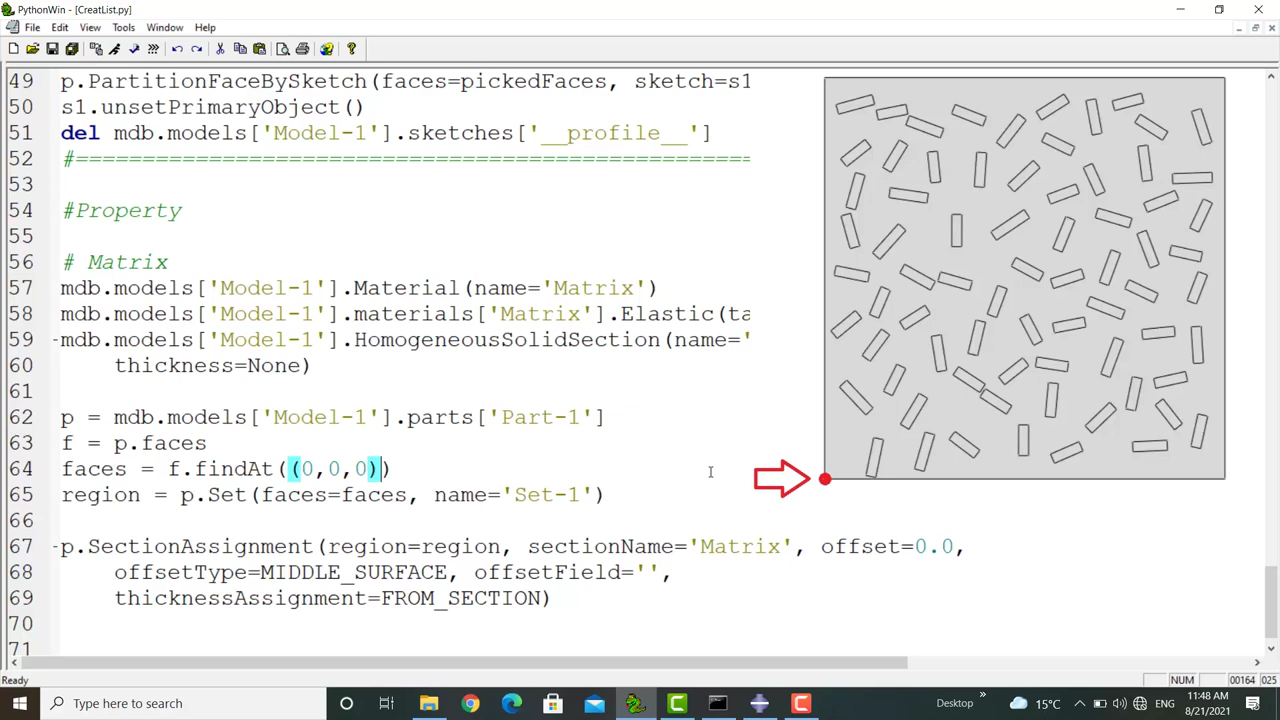 PythonWin - [CreatList.py]
File Edit View Tools Window Help
49 p.PartitionFaceBySketch(faces=pickedFaces, sketch=s1
50 s1.unsetPrimaryObject()
51 del mdb.models['Model-1'].sketches['__profile__']
52 #==================================================
53
54 #Property
55
56 # Matrix
57 mdb.models['Model-1'].Material(name='Matrix')
58 mdb.models['Model-1'].materials['Matrix'].Elastic(ta
59 mdb.models['Model-1'].HomogeneousSolidSection(name='
60 thickness=None)
61
62 p = mdb.models['Model-1'].parts['Part-1']
63 f = p.faces
64 faces = f.findAt((0,0,0))
65 region = p.Set(faces=faces, name='Set-1')
66
67 p.SectionAssignment(region=region, sectionName='Matrix', offset=0.0,
68 offsetType=MIDDLE_SURFACE, offsetField='',
69 thicknessAssignment=FROM_SECTION)
70
71
Ready NUM 00164 025
Type here to search Desktop » 15°C ENG 11:48 AM
8/21/2021